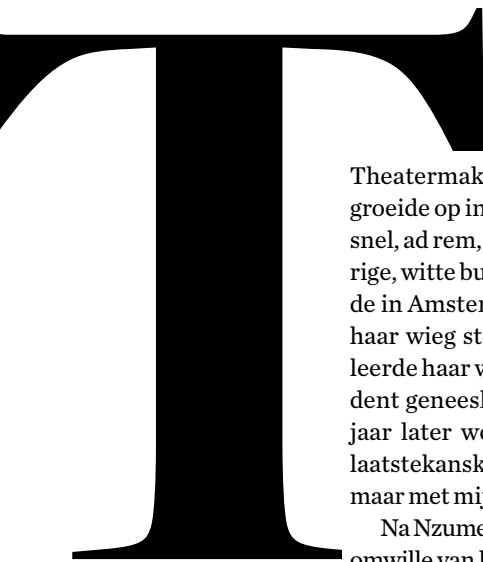 T
Theatermak
groeide op in
snel, ad rem,
rige, witte bu
de in Amster
haar wieg st
leerde haar w
dent geneesk
jaar later we
laatstekansk
maar met mij
Na Nzume
omwille van